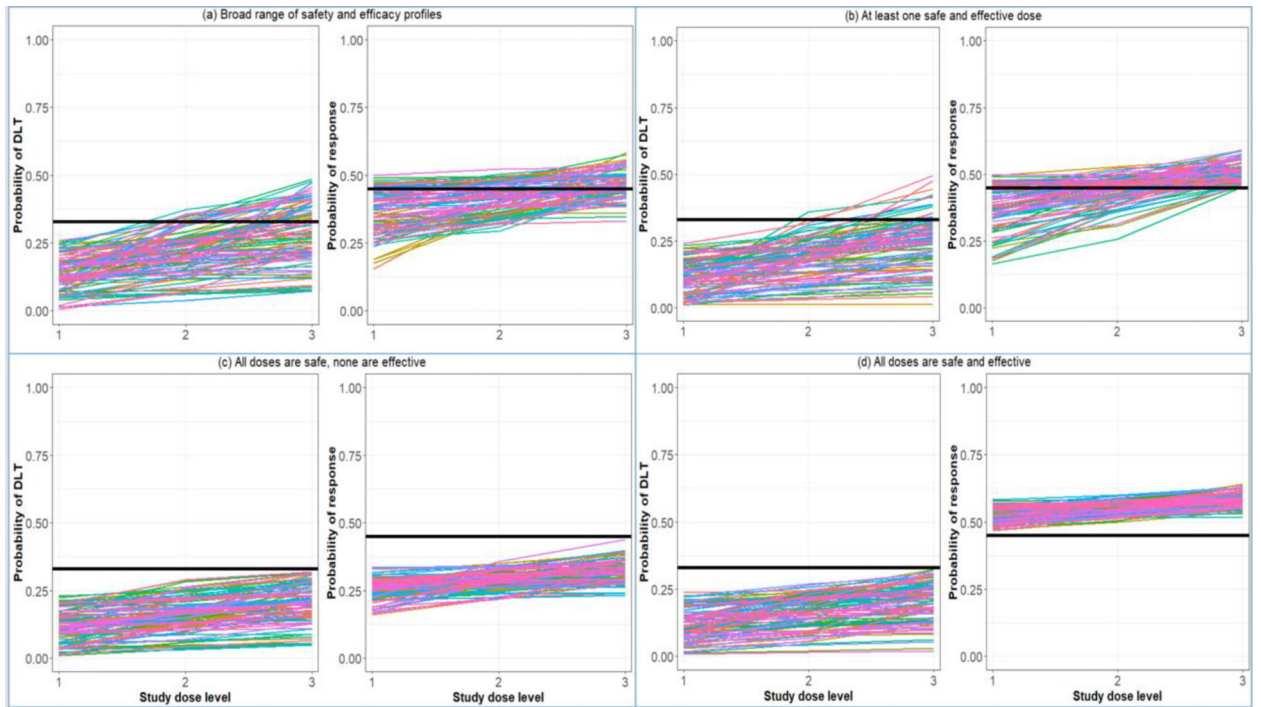 (a) Broad range of safety and efficacy profiles
Probability of DLT
1.00
0.75
0.50
0.25
0.00
1 2 3
Probability of response
1.00
0.75
0.50
0.25
0.00
1 2 3
(b) At least one safe and effective dose
Probability of DLT
1.00
0.75
0.50
0.25
0.00
1 2 3
Probability of response
1.00
0.75
0.50
0.25
0.00
1 2 3
(c) All doses are safe, none are effective
Probability of DLT
1.00
0.75
0.50
0.25
0.00
1 2 3
Study dose level
Probability of response
1.00
0.75
0.50
0.25
0.00
1 2 3
Study dose level
(d) All doses are safe and effective
Probability of DLT
1.00
0.75
0.50
0.25
0.00
1 2 3
Study dose level
Probability of response
1.00
0.75
0.50
0.25
0.00
1 2 3
Study dose level